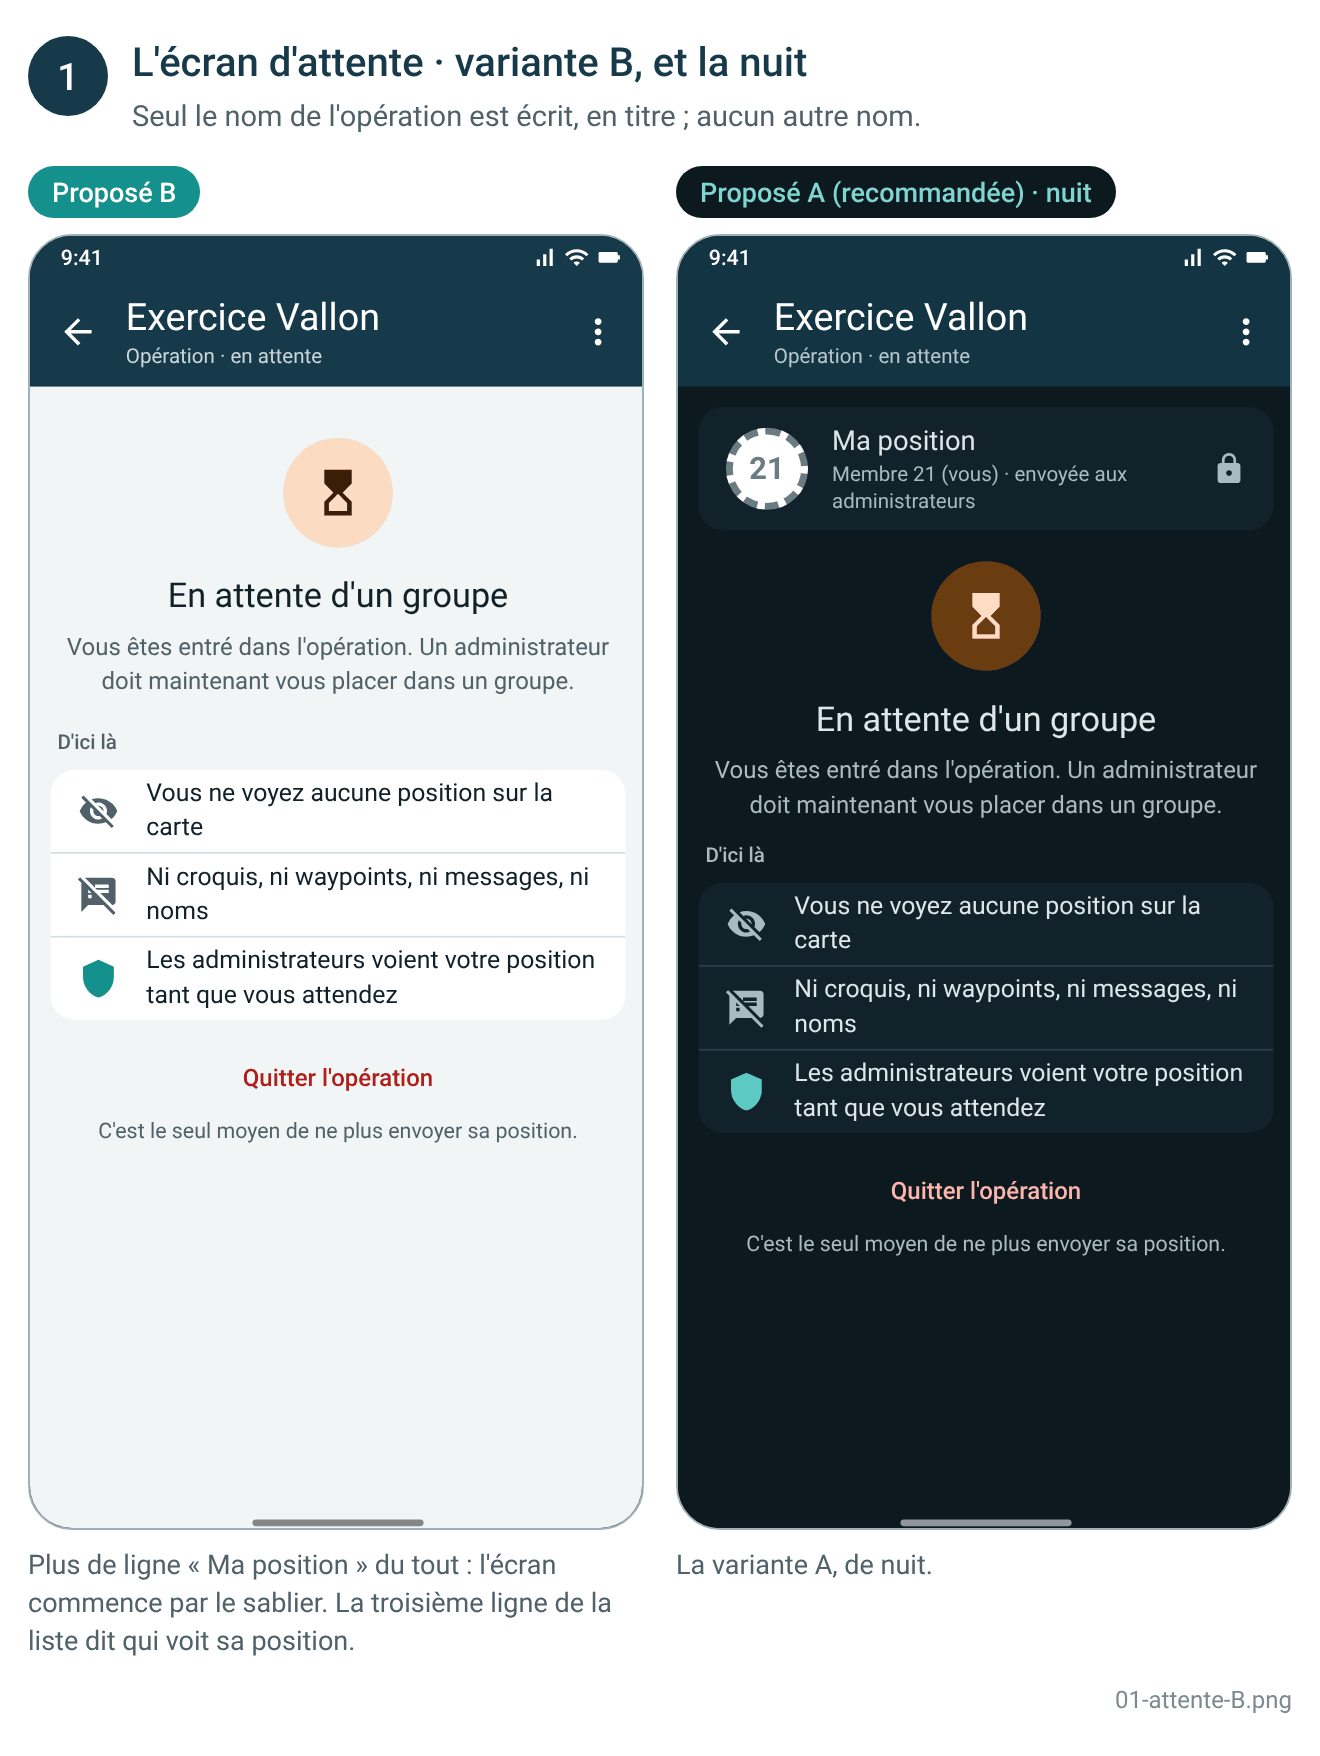 1
L'écran d'attente · variante B, et la nuit
Seul le nom de l'opération est écrit, en titre ; aucun autre nom.
Proposé B
9:41
Exercice Vallon
Opération · en attente
En attente d'un groupe
Vous êtes entré dans l'opération. Un administrateur
doit maintenant vous placer dans un groupe.
D'ici là
Vous ne voyez aucune position sur la
carte
Ni croquis, ni waypoints, ni messages, ni
noms
Les administrateurs voient votre position
tant que vous attendez
Quitter l'opération
C'est le seul moyen de ne plus envoyer sa position.
Plus de ligne « Ma position » du tout : l'écran
commence par le sablier. La troisième ligne de la
liste dit qui voit sa position.
Proposé A (recommandée) · nuit
9:41
Exercice Vallon
Opération · en attente
21
Ma position
Membre 21 (vous) · envoyée aux
administrateurs
En attente d'un groupe
Vous êtes entré dans l'opération. Un administrateur
doit maintenant vous placer dans un groupe.
D'ici là
Vous ne voyez aucune position sur la
carte
Ni croquis, ni waypoints, ni messages, ni
noms
Les administrateurs voient votre position
tant que vous attendez
Quitter l'opération
C'est le seul moyen de ne plus envoyer sa position.
La variante A, de nuit.
01-attente-B.png